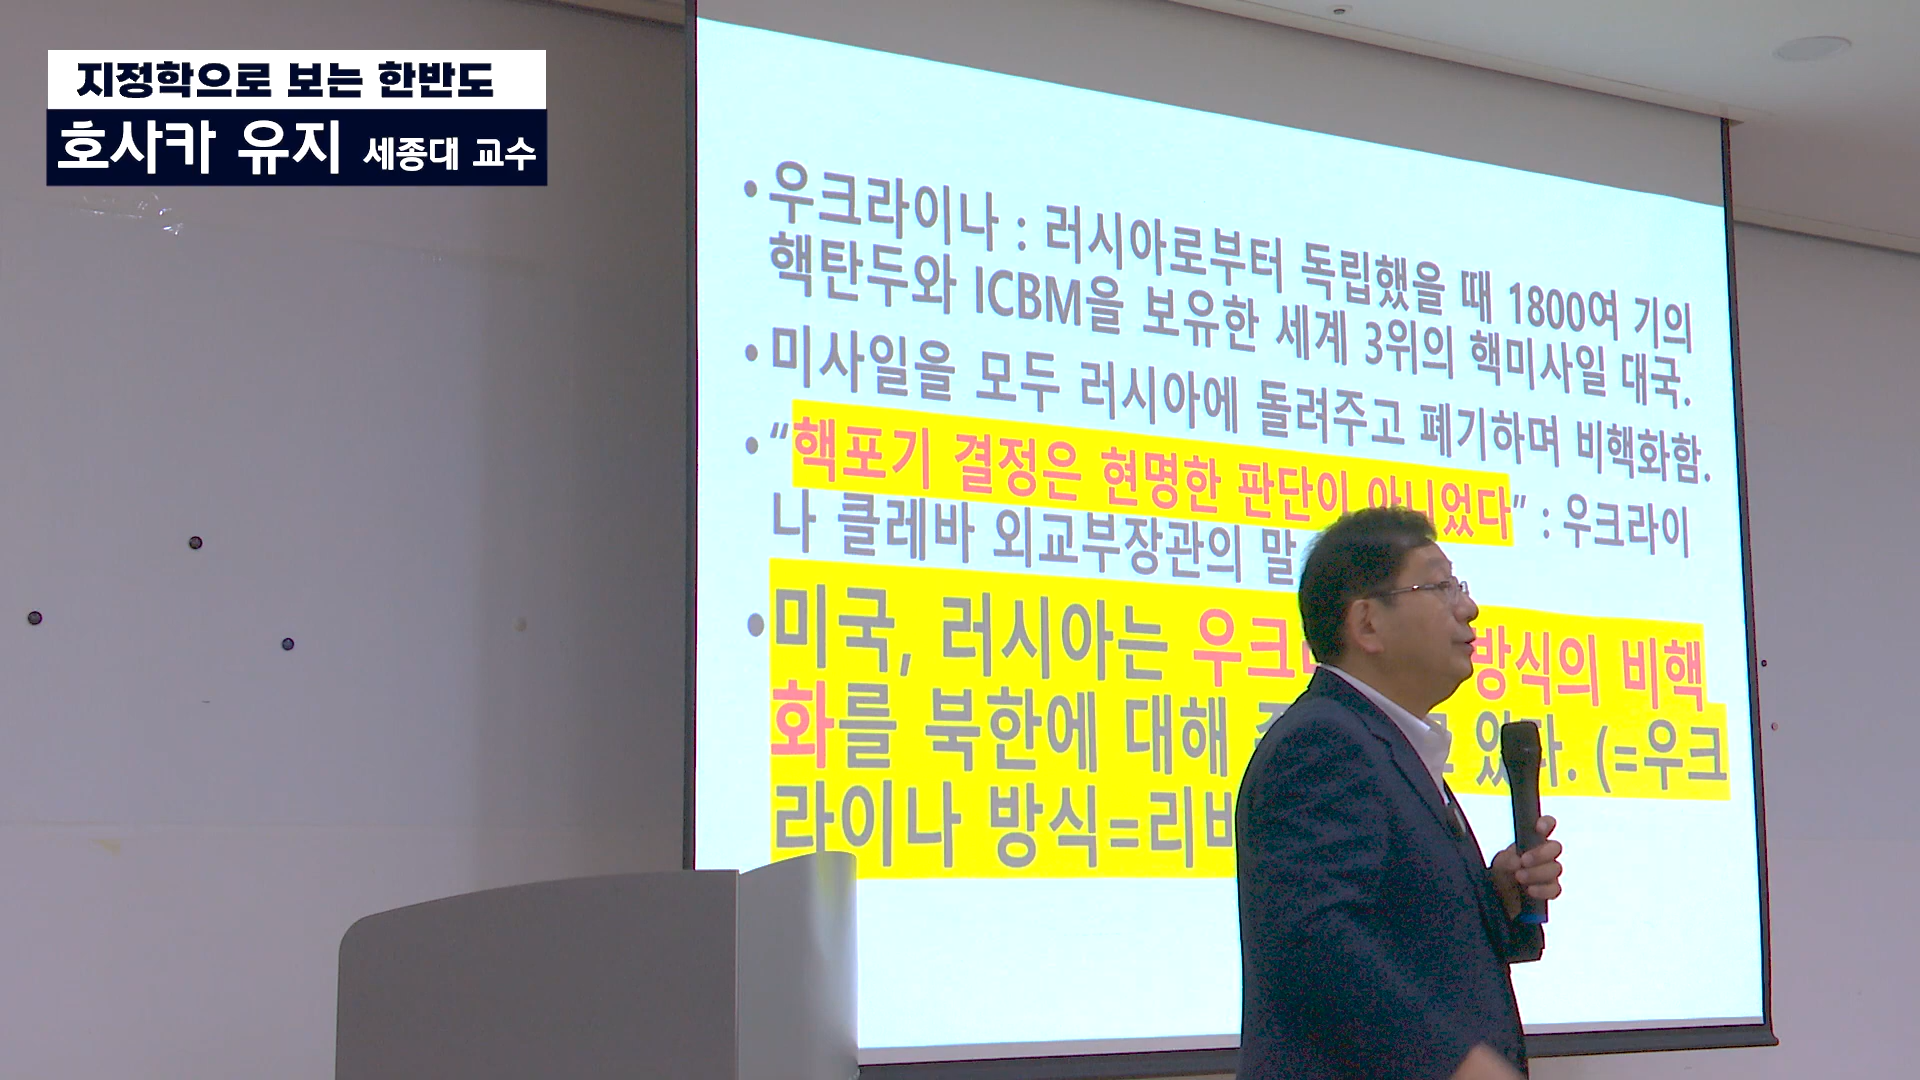 지정학으로 보는 한반도
호사카 유지 세종대 교수
•우크라이나 : 러시아로부터 독립했을 때 1800여 기의
핵탄두와 ICBM을 보유한 세계 3위의 핵미사일 대국.
•미사일을 모두 러시아에 돌려주고 폐기하며 비핵화함.
•“핵포기 결정은 현명한 판단이 아니었다” : 우크라이
나 클레바 외교부장관의 말
•미국, 러시아는 방식의 비핵
화를 북한에 대해 있다. (=우크
라이나 방식=